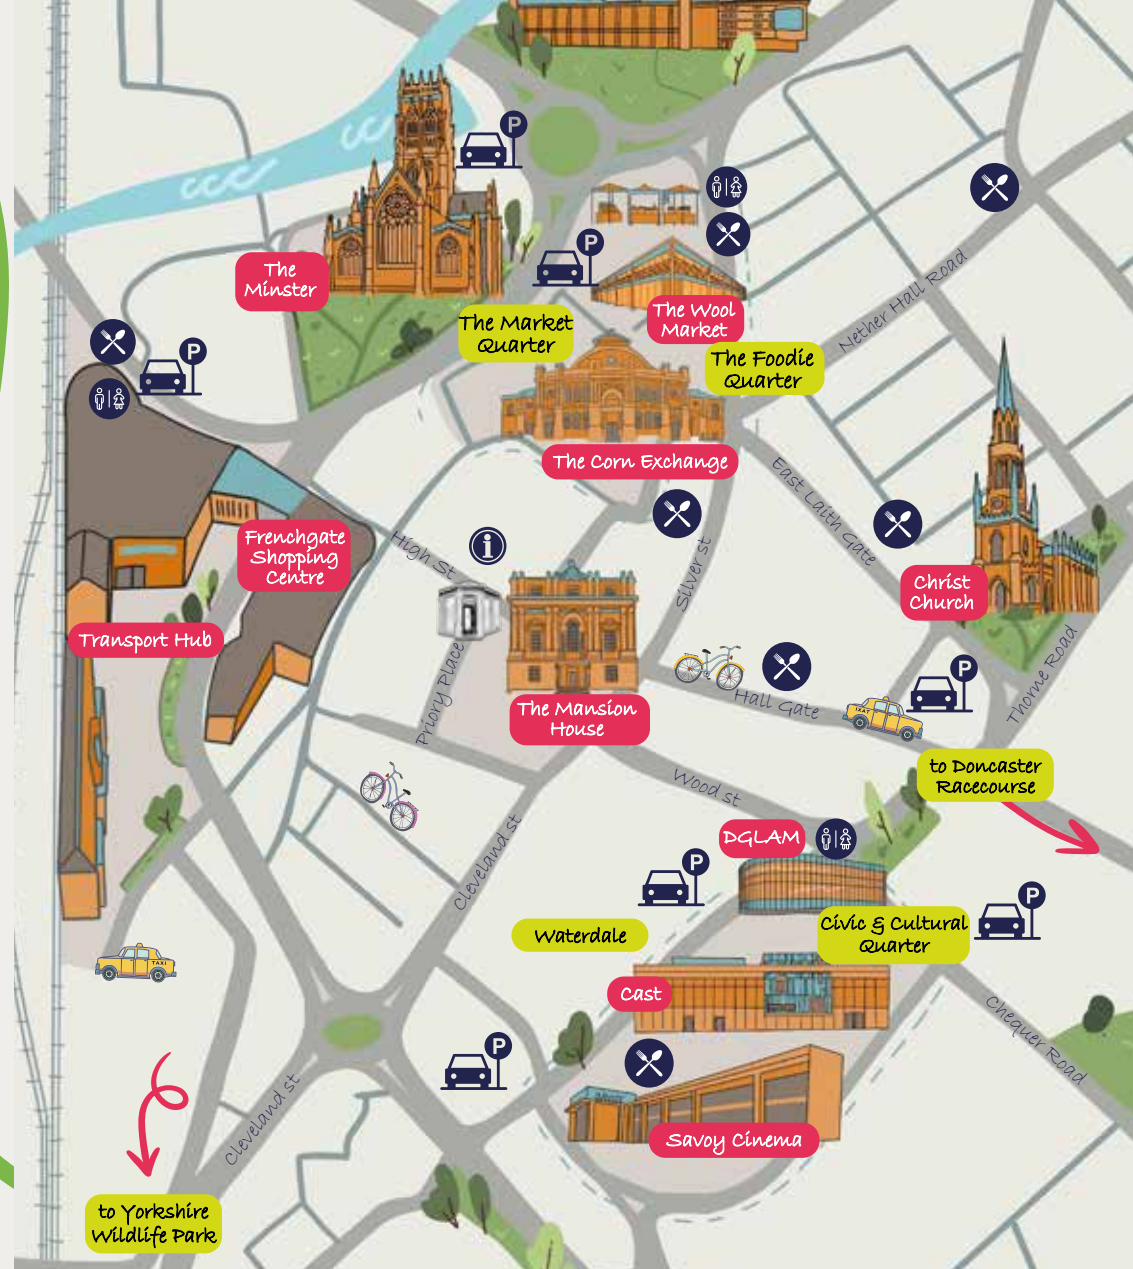 P
P
The
Minster
The Wool
Market
The Market
Quarter
The Foodie
Quarter
Nether Hall Road
P
The Corn Exchange
East Laith Gate
Frenchgate
Shopping
Centre
High St
i
Silver st
Christ
Church
Transport Hub
Priory Place
The Mansion
House
Hall Gate
TAXI
P
Thorne Road
to Doncaster
Racecourse
Wood st
DGLAM
Cleveland st
P
Waterdale
Civic & Cultural
Quarter
P
TAXI
Cast
Chequer Road
P
Cleveland st
Savoy Cinema
to Yorkshire
Wildlife Park